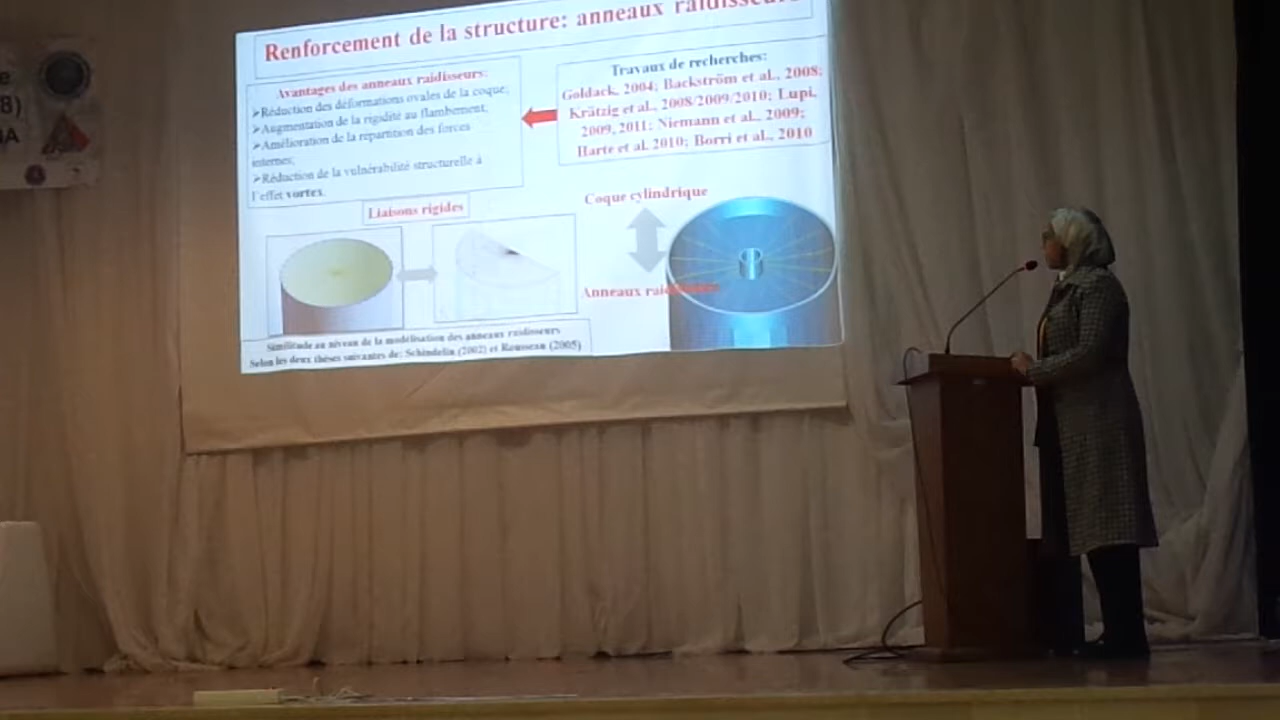 e
8)
BA
Renforcement de la structure: anneaux raidisseurs
Avantages des anneaux raidisseurs:
➢Réduction des déformations ovales de la coque;
➢Augmentation de la rigidité au flambement;
➢Amélioration de la répartition des forces
internes;
➢Réduction de la vulnérabilité structurelle à
l'effet vortex.
Travaux de recherches:
Goldack, 2004; Backström et al., 2008;
Krätzig et al., 2008/2009/2010; Lupi,
2009, 2011; Niemann et al., 2009;
Harte et al. 2010; Borri et al., 2010
Liaisons rigides
Coque cylindrique
Anneaux raidisseurs
Similitude au niveau de la modélisation des anneaux raidisseurs
Selon les deux thèses suivantes de: Schindelin (2002) et Rousseau (2005)